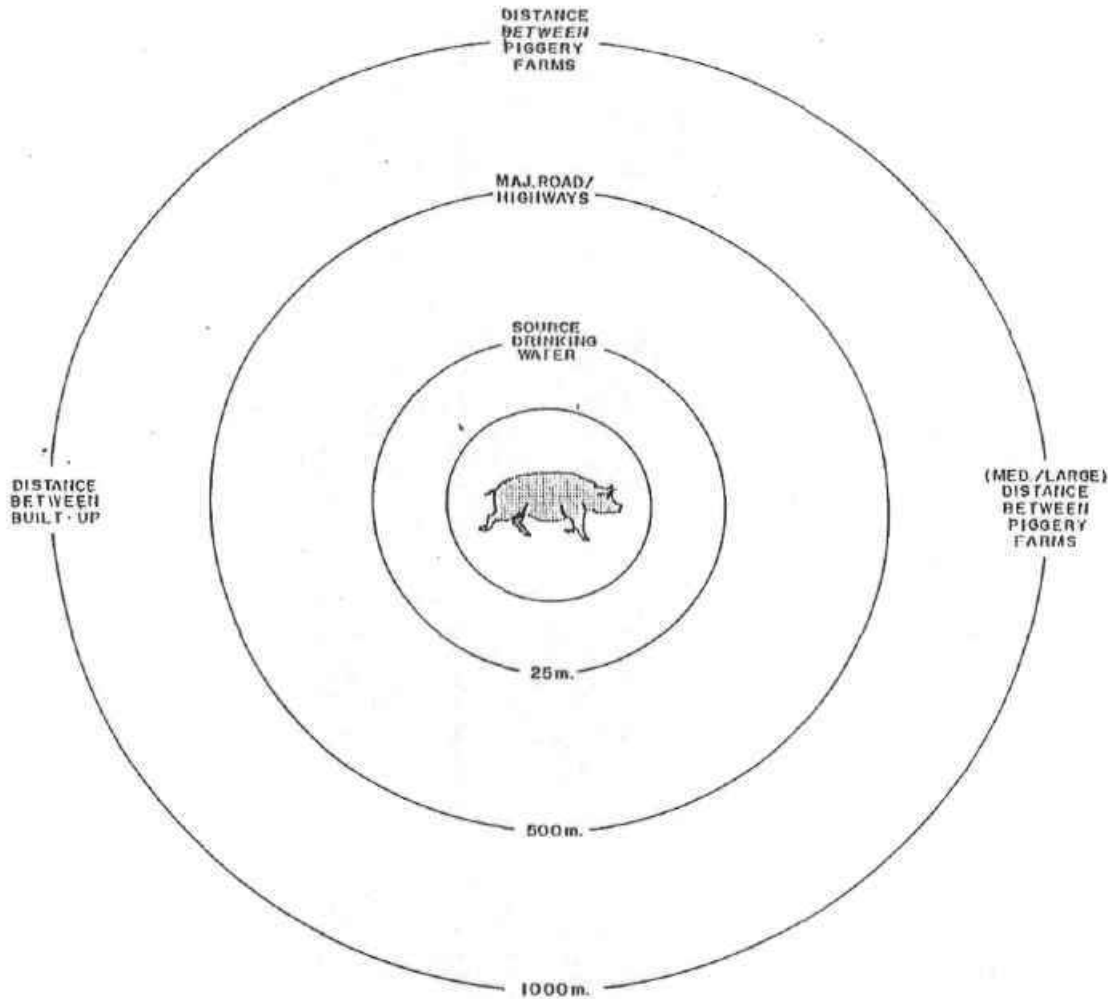 DISTANCE
BETWEEN
PIGGERY
FARMS
MAJ. ROAD/
HIGHWAYS
SOURCE
DRINKING
WATER
DISTANCE
BETWEEN
BUILT-UP
(MED./LARGE)
DISTANCE
BETWEEN
PIGGERY
FARMS
25m.
500m.
1000m.